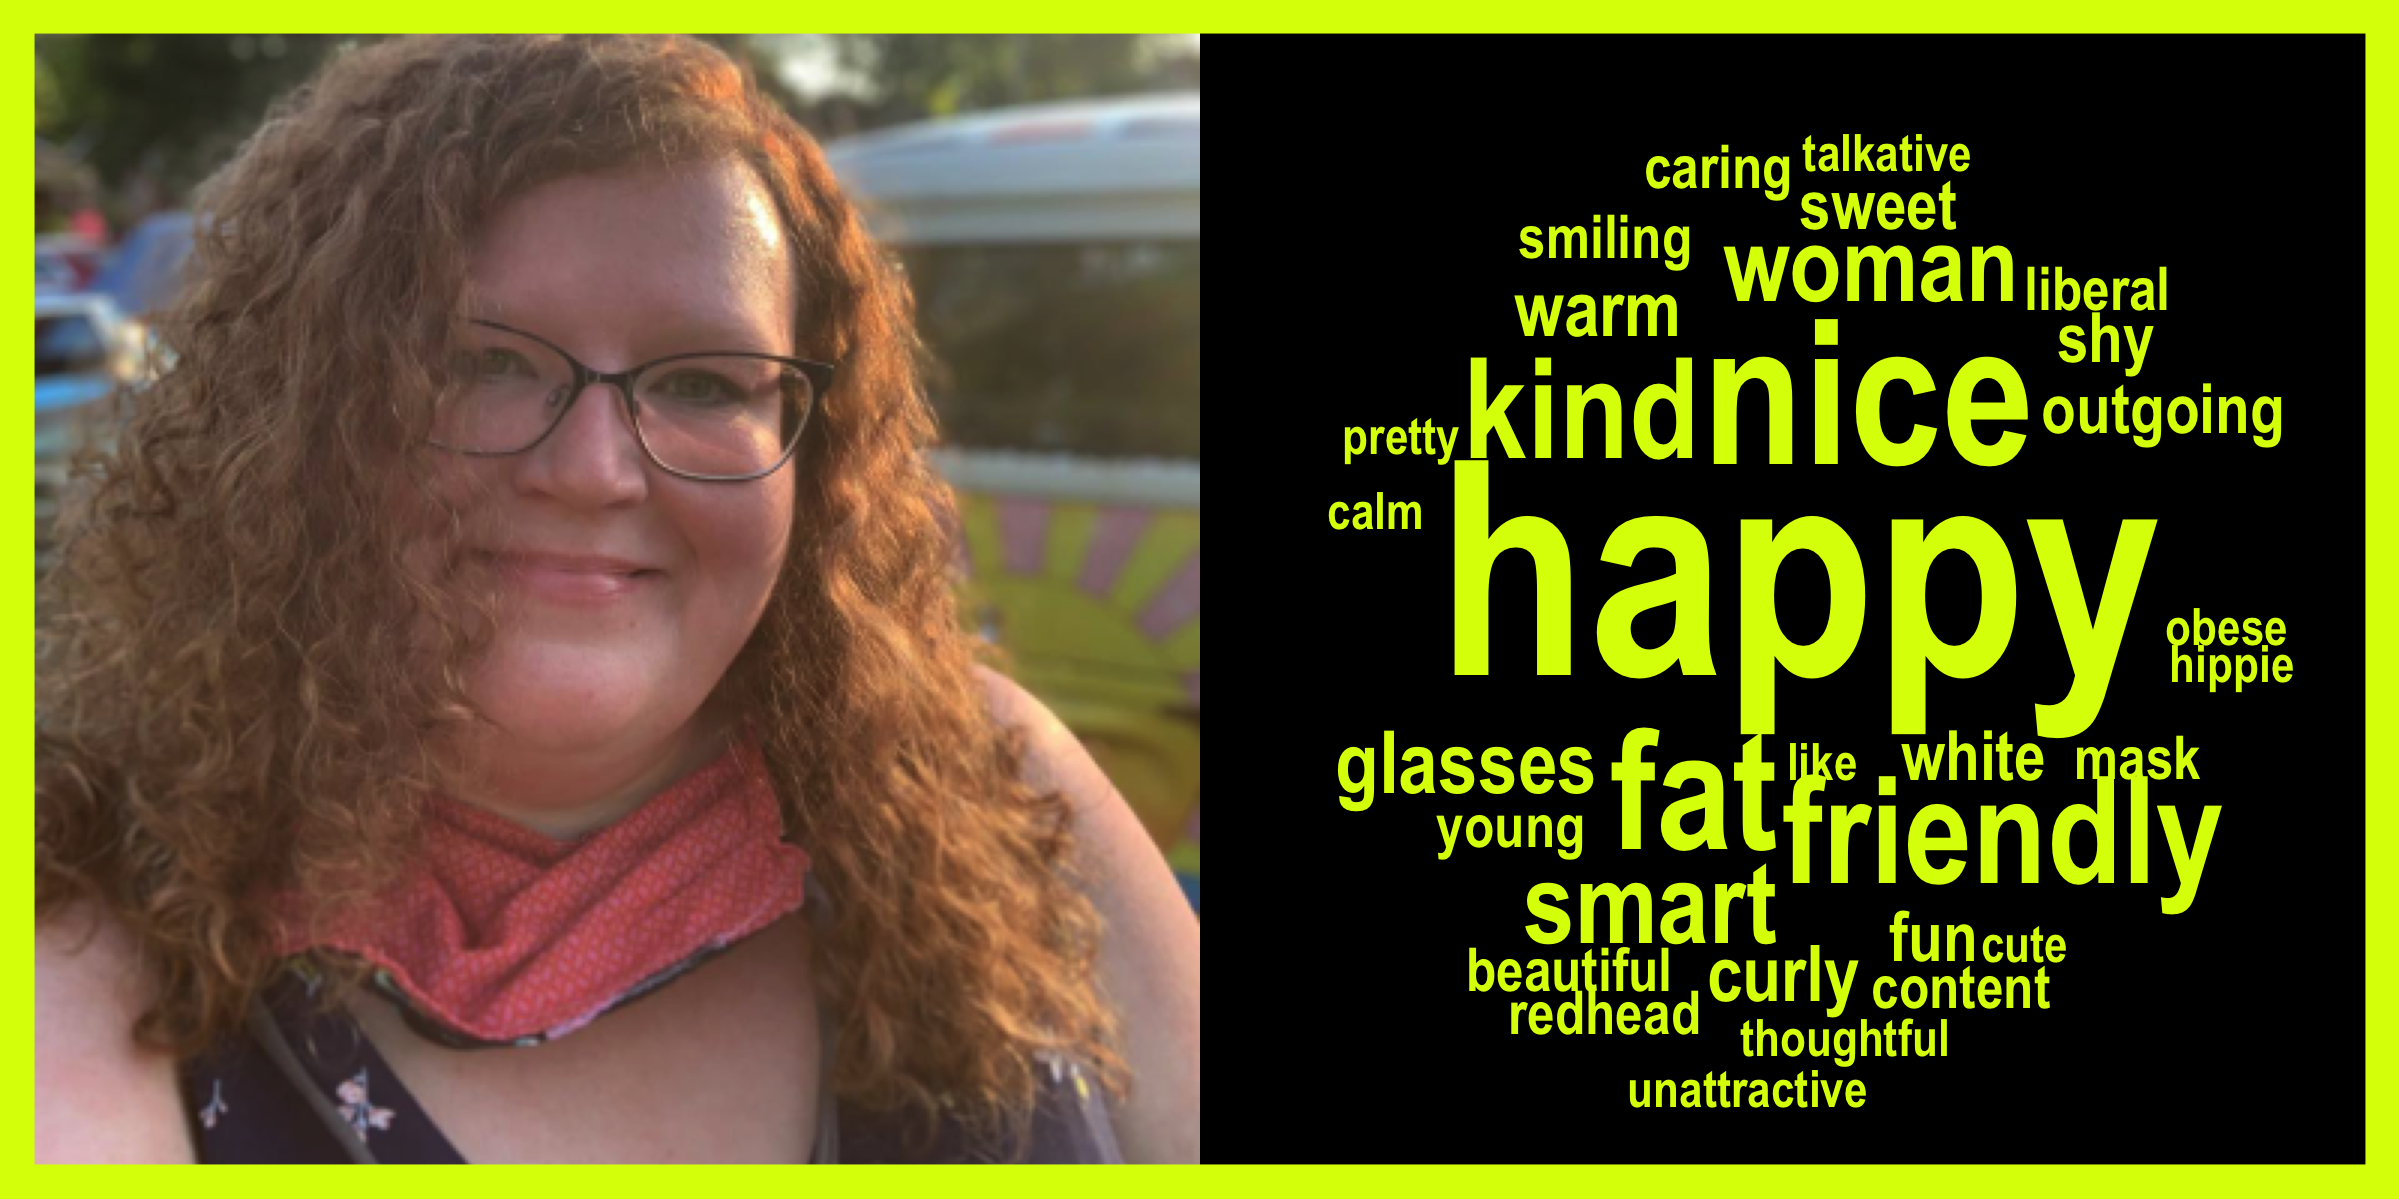 caring talkative
sweet
smiling
woman
liberal
warm
shy
kind nice
outgoing
pretty
calm
happy
obese
hippie
glasses fat like white mask
young
friendly
smart
fun cute
beautiful curly content
redhead
thoughtful
unattractive